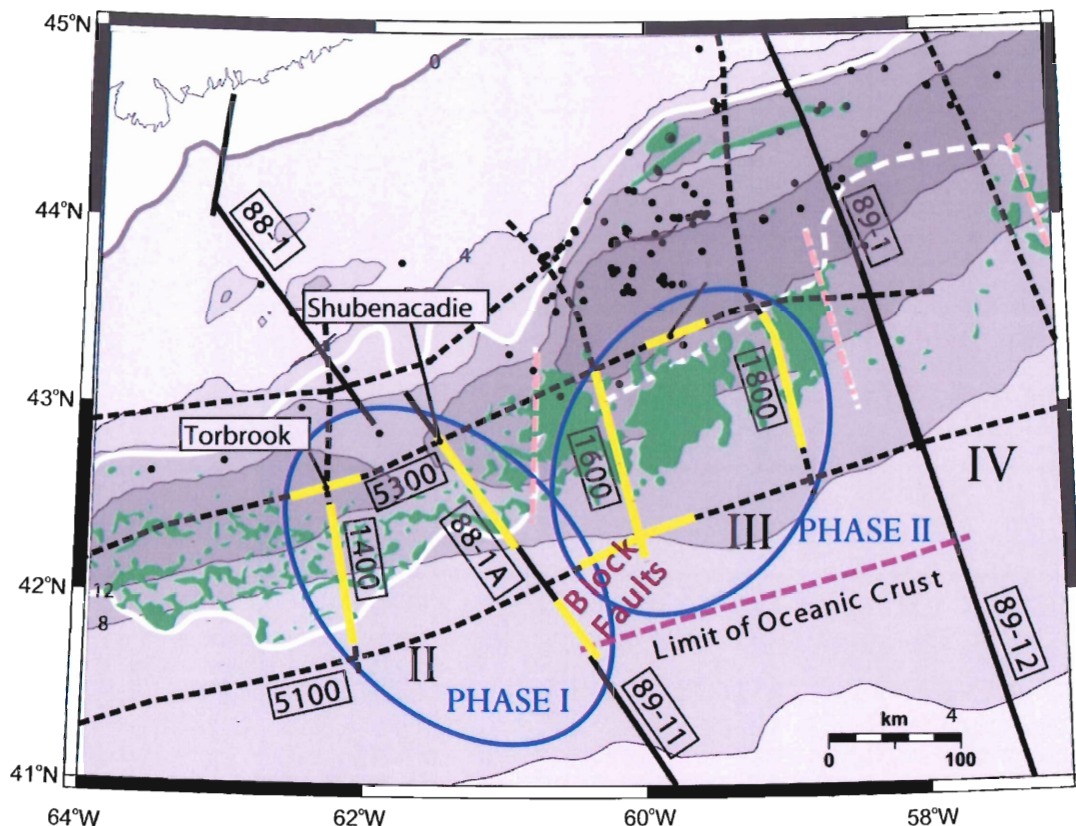 45°N
0
44°N
88-1
4
89-1
Shubenacadie
43°N
1800
Torbrook
5300
1600
IV
1400
88-1A
III
PHASE II
Block
Faults
42°N
12
8
Limit of Oceanic Crust
89-12
II
5100
PHASE I
89-11
km
4
0
100
41°N
64°W
62°W
60°W
58°W